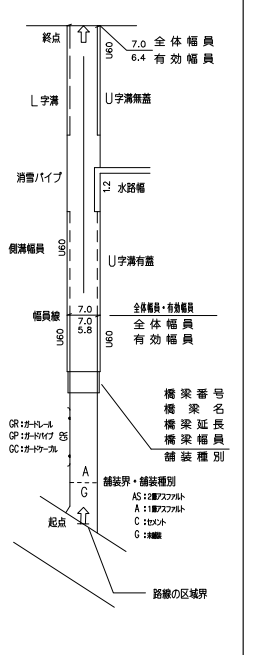 終点
U60
7.0 全体幅員
6.4 有効幅員
L字溝
U字溝無蓋
消雪パイプ
1.2
水路幅
側溝幅員
U60
U字溝有蓋
幅員線
7.0
全体幅員・有効幅員
7.0
5.8
全体幅員
有効幅員
U60
U60
橋梁番号
橋梁名
橋梁延長
橋梁幅員
舗装種別
GR:ガードレール
GP:ガードパイプ
GC:ガードケーブル
GR
A
G
舗装界・舗装種別
AS:2層アスファルト
A:1層アスファルト
C:セメント
G:未舗装
起点
路線の区域界